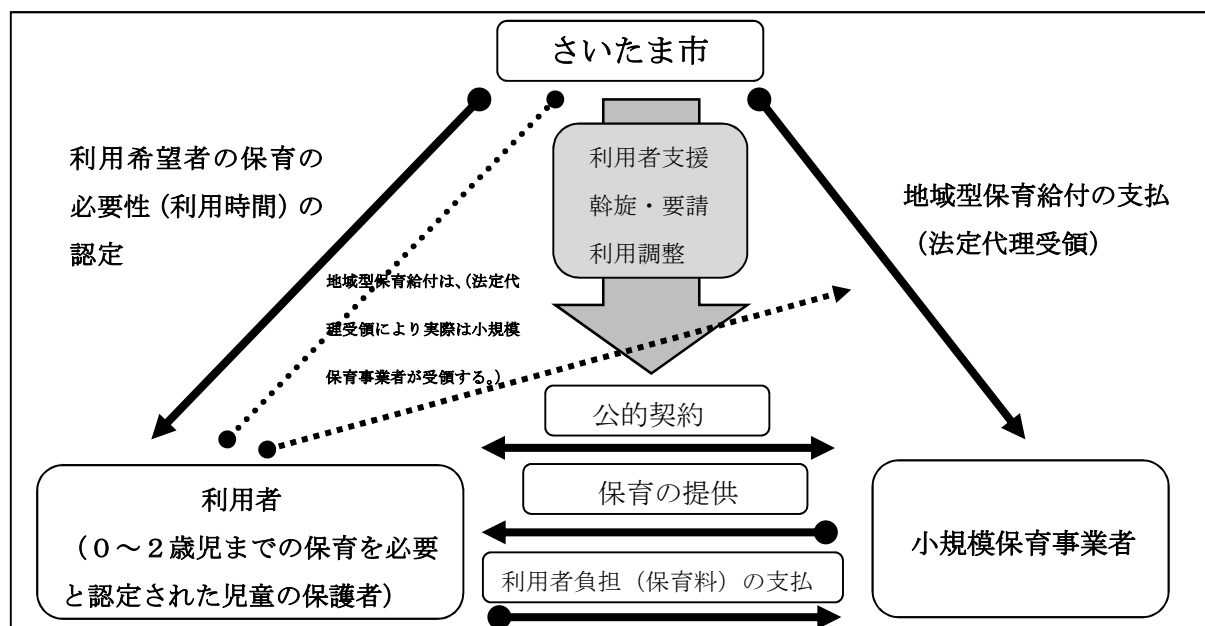 さいたま市
利用希望者の保育の
必要性（利用時間）の
認定
利用者支援
斡旋・要請
利用調整
地域型保育給付の支払
（法定代理受領）
地域型保育給付は、（法定代
理受領により実際は小規模
保育事業者が受領する。）
公的契約
保育の提供
利用者負担（保育料）の支払
利用者
（０～２歳児までの保育を必要
と認定された児童の保護者）
小規模保育事業者